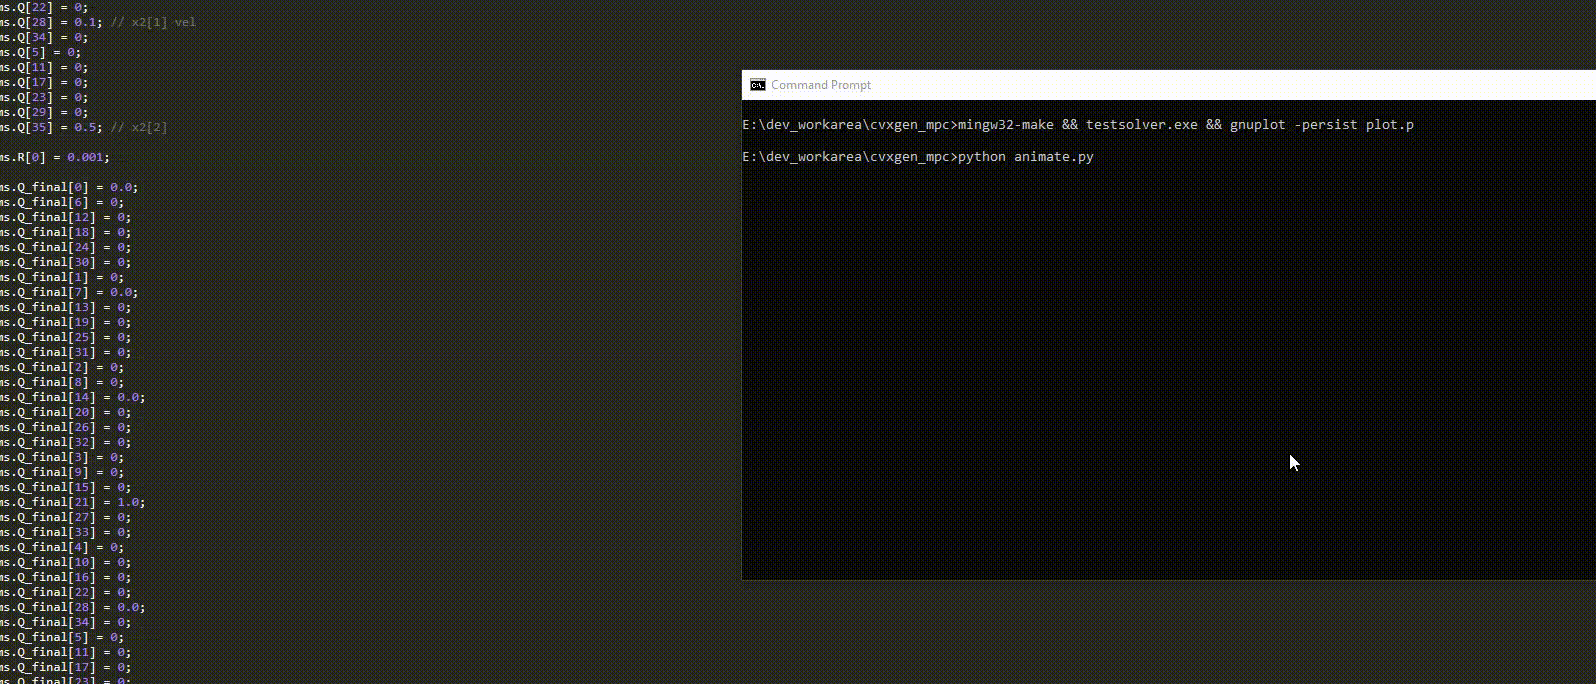 ms.Q[22] = 0;
ms.Q[28] = 0.1; // x2[1] vel
ms.Q[34] = 0;
ms.Q[5] = 0;
ms.Q[11] = 0;
ms.Q[17] = 0;
ms.Q[23] = 0;
ms.Q[29] = 0;
ms.Q[35] = 0.5; // x2[2]
ms.R[0] = 0.001;
ms.Q_final[0] = 0.0;
ms.Q_final[6] = 0;
ms.Q_final[12] = 0;
ms.Q_final[18] = 0;
ms.Q_final[24] = 0;
ms.Q_final[30] = 0;
ms.Q_final[1] = 0;
ms.Q_final[7] = 0.0;
ms.Q_final[13] = 0;
ms.Q_final[19] = 0;
ms.Q_final[25] = 0;
ms.Q_final[31] = 0;
ms.Q_final[2] = 0;
ms.Q_final[8] = 0;
ms.Q_final[14] = 0.0;
ms.Q_final[20] = 0;
ms.Q_final[26] = 0;
ms.Q_final[32] = 0;
ms.Q_final[3] = 0;
ms.Q_final[9] = 0;
ms.Q_final[15] = 0;
ms.Q_final[21] = 1.0;
ms.Q_final[27] = 0;
ms.Q_final[33] = 0;
ms.Q_final[4] = 0;
ms.Q_final[10] = 0;
ms.Q_final[16] = 0;
ms.Q_final[22] = 0;
ms.Q_final[28] = 0.0;
ms.Q_final[34] = 0;
ms.Q_final[5] = 0;
ms.Q_final[11] = 0;
ms.Q_final[17] = 0;
ms.Q_final[23] = 0;
Command Prompt
E:\dev_workarea\cvxgen_mpc>mingw32-make && testsolver.exe && gnuplot -persist plot.p
E:\dev_workarea\cvxgen_mpc>python animate.py